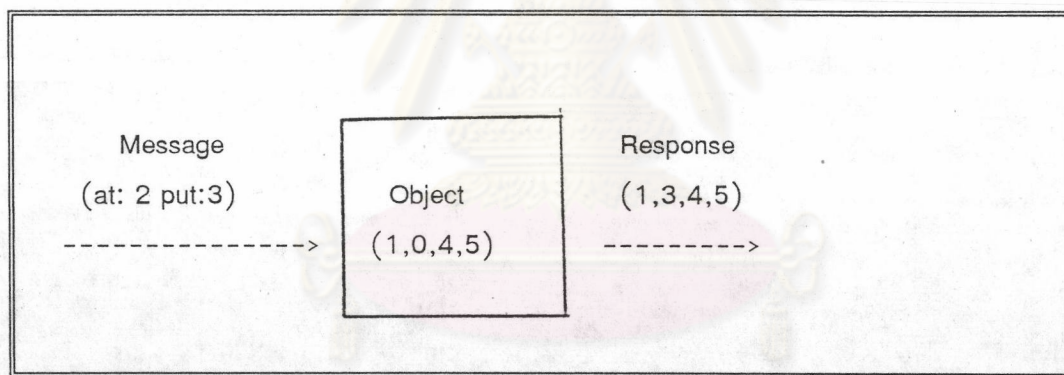 Message
(at: 2 put:3)
Object
(1,0,4,5)
Response
(1,3,4,5)